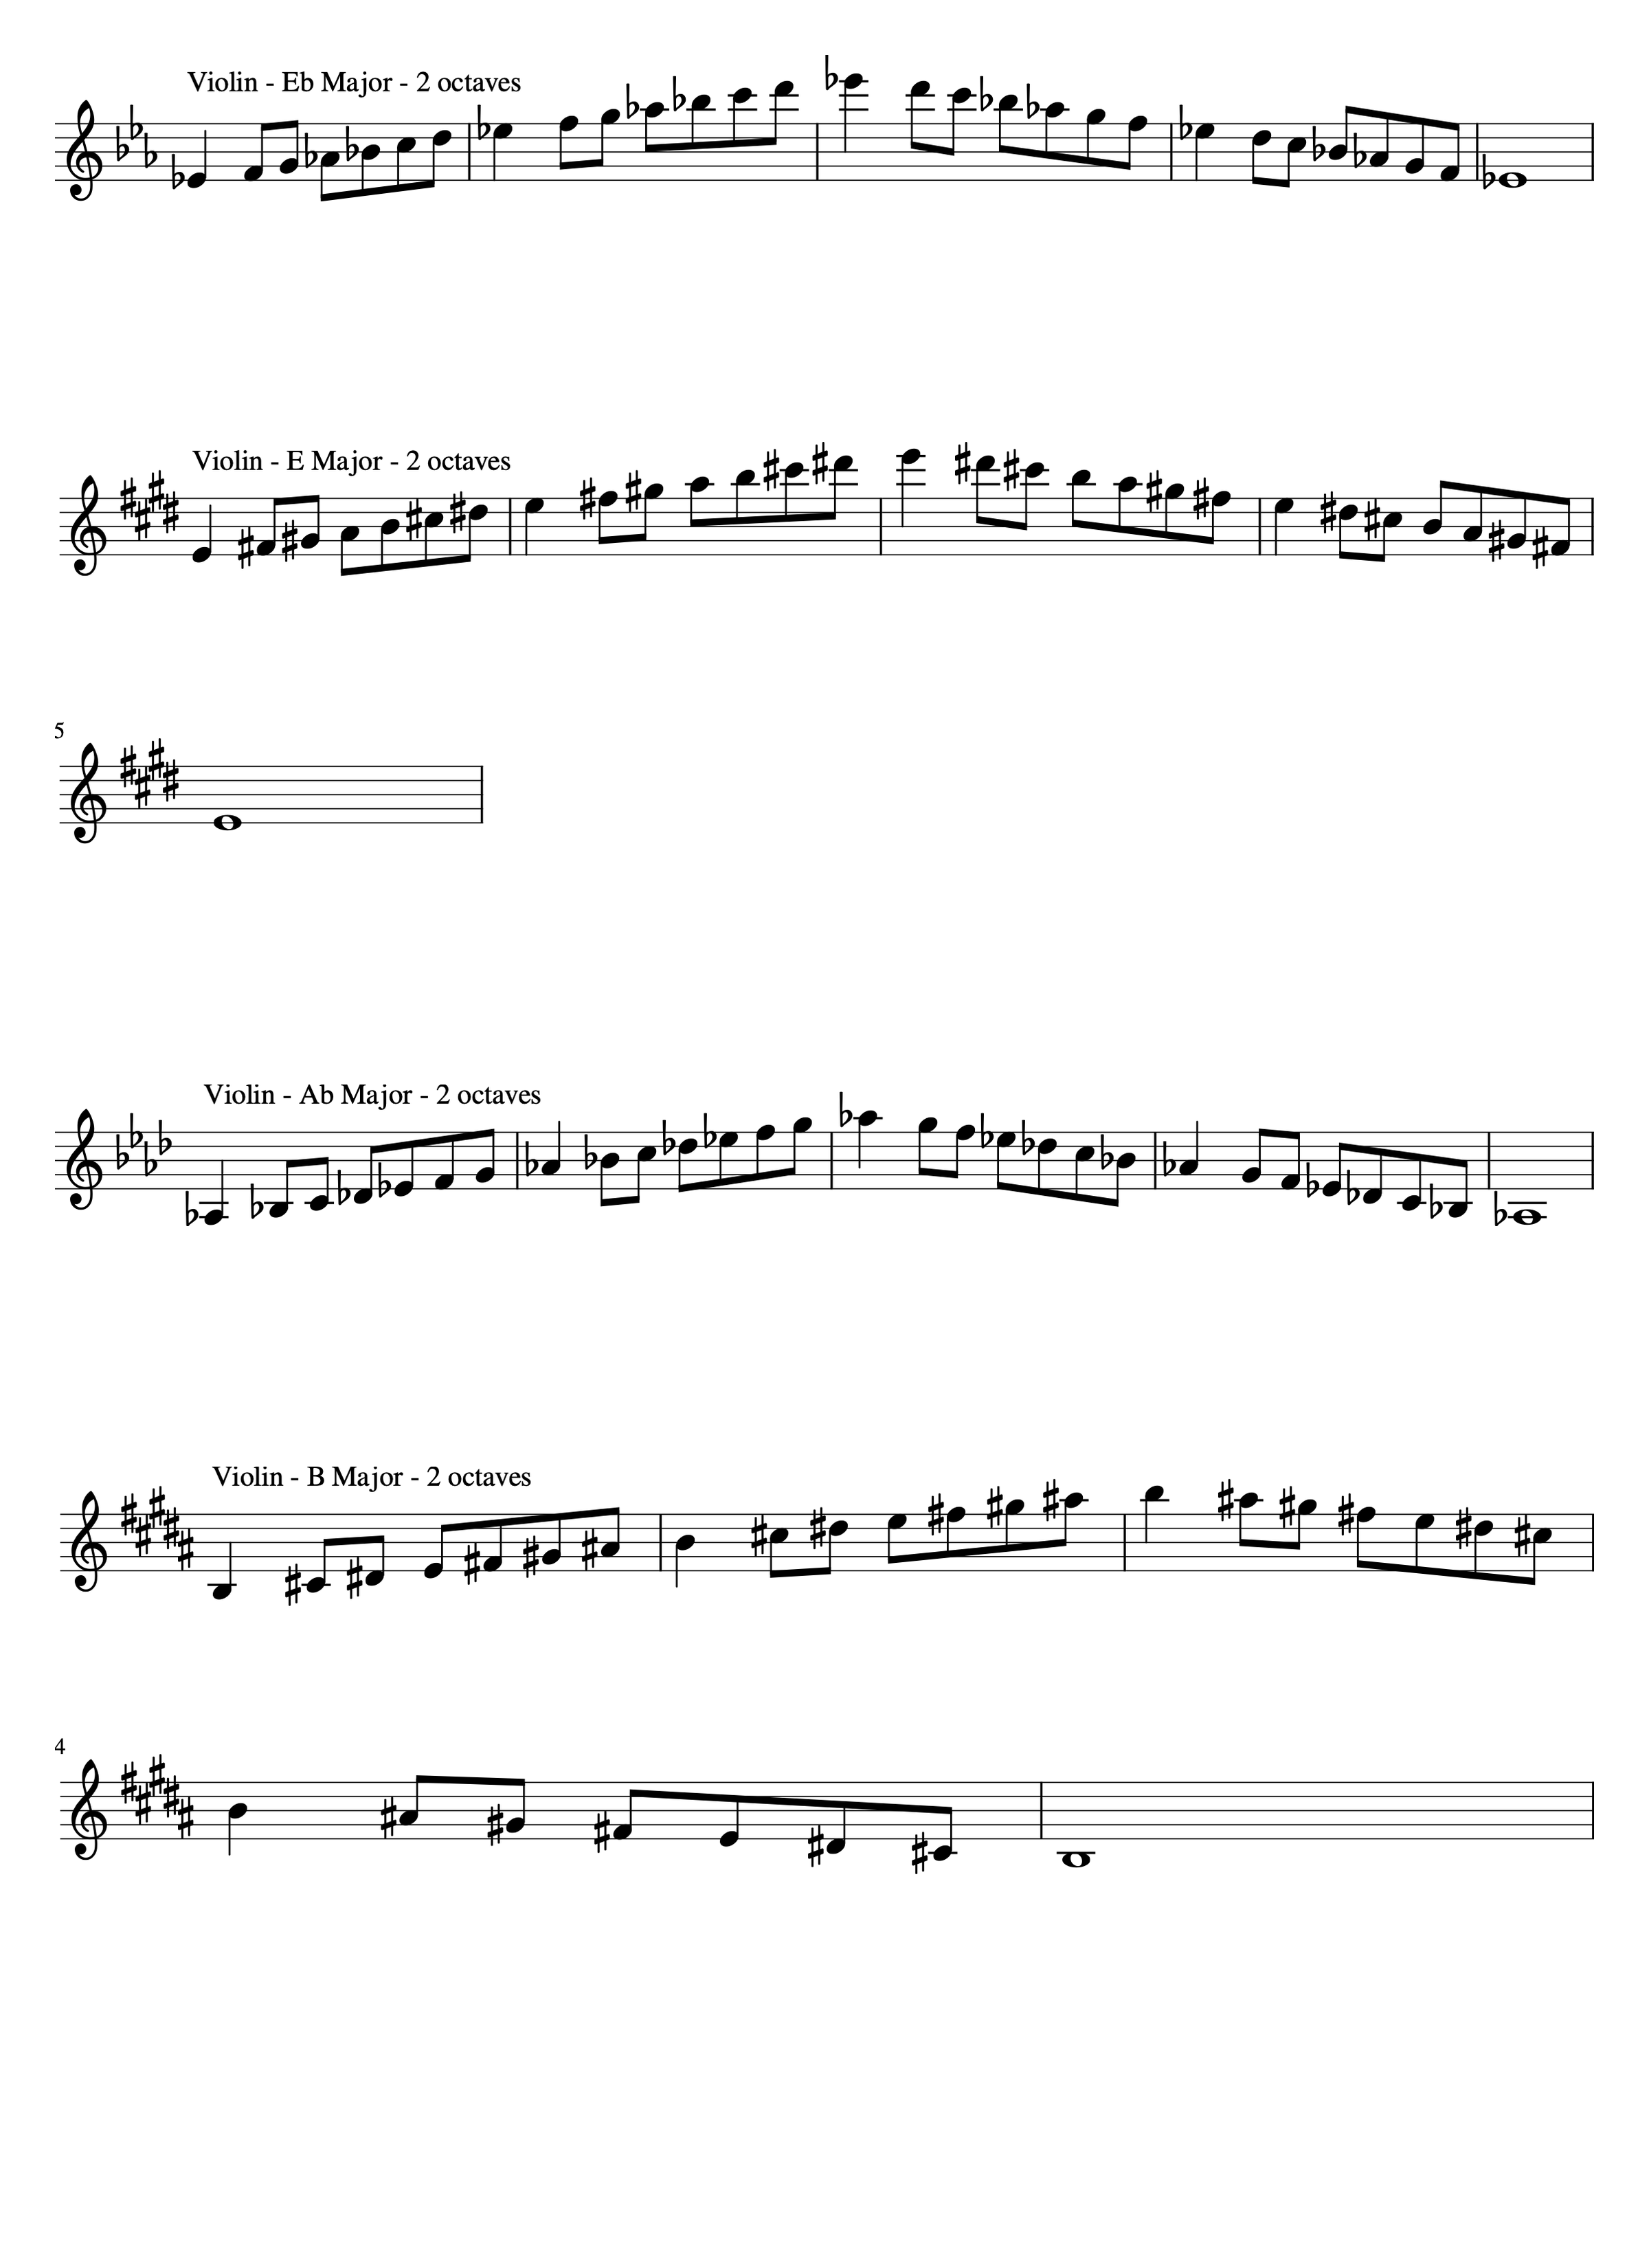 Violin - Eb Major - 2 octaves
Violin - E Major - 2 octaves
5
Violin - Ab Major - 2 octaves
Violin - B Major - 2 octaves
4